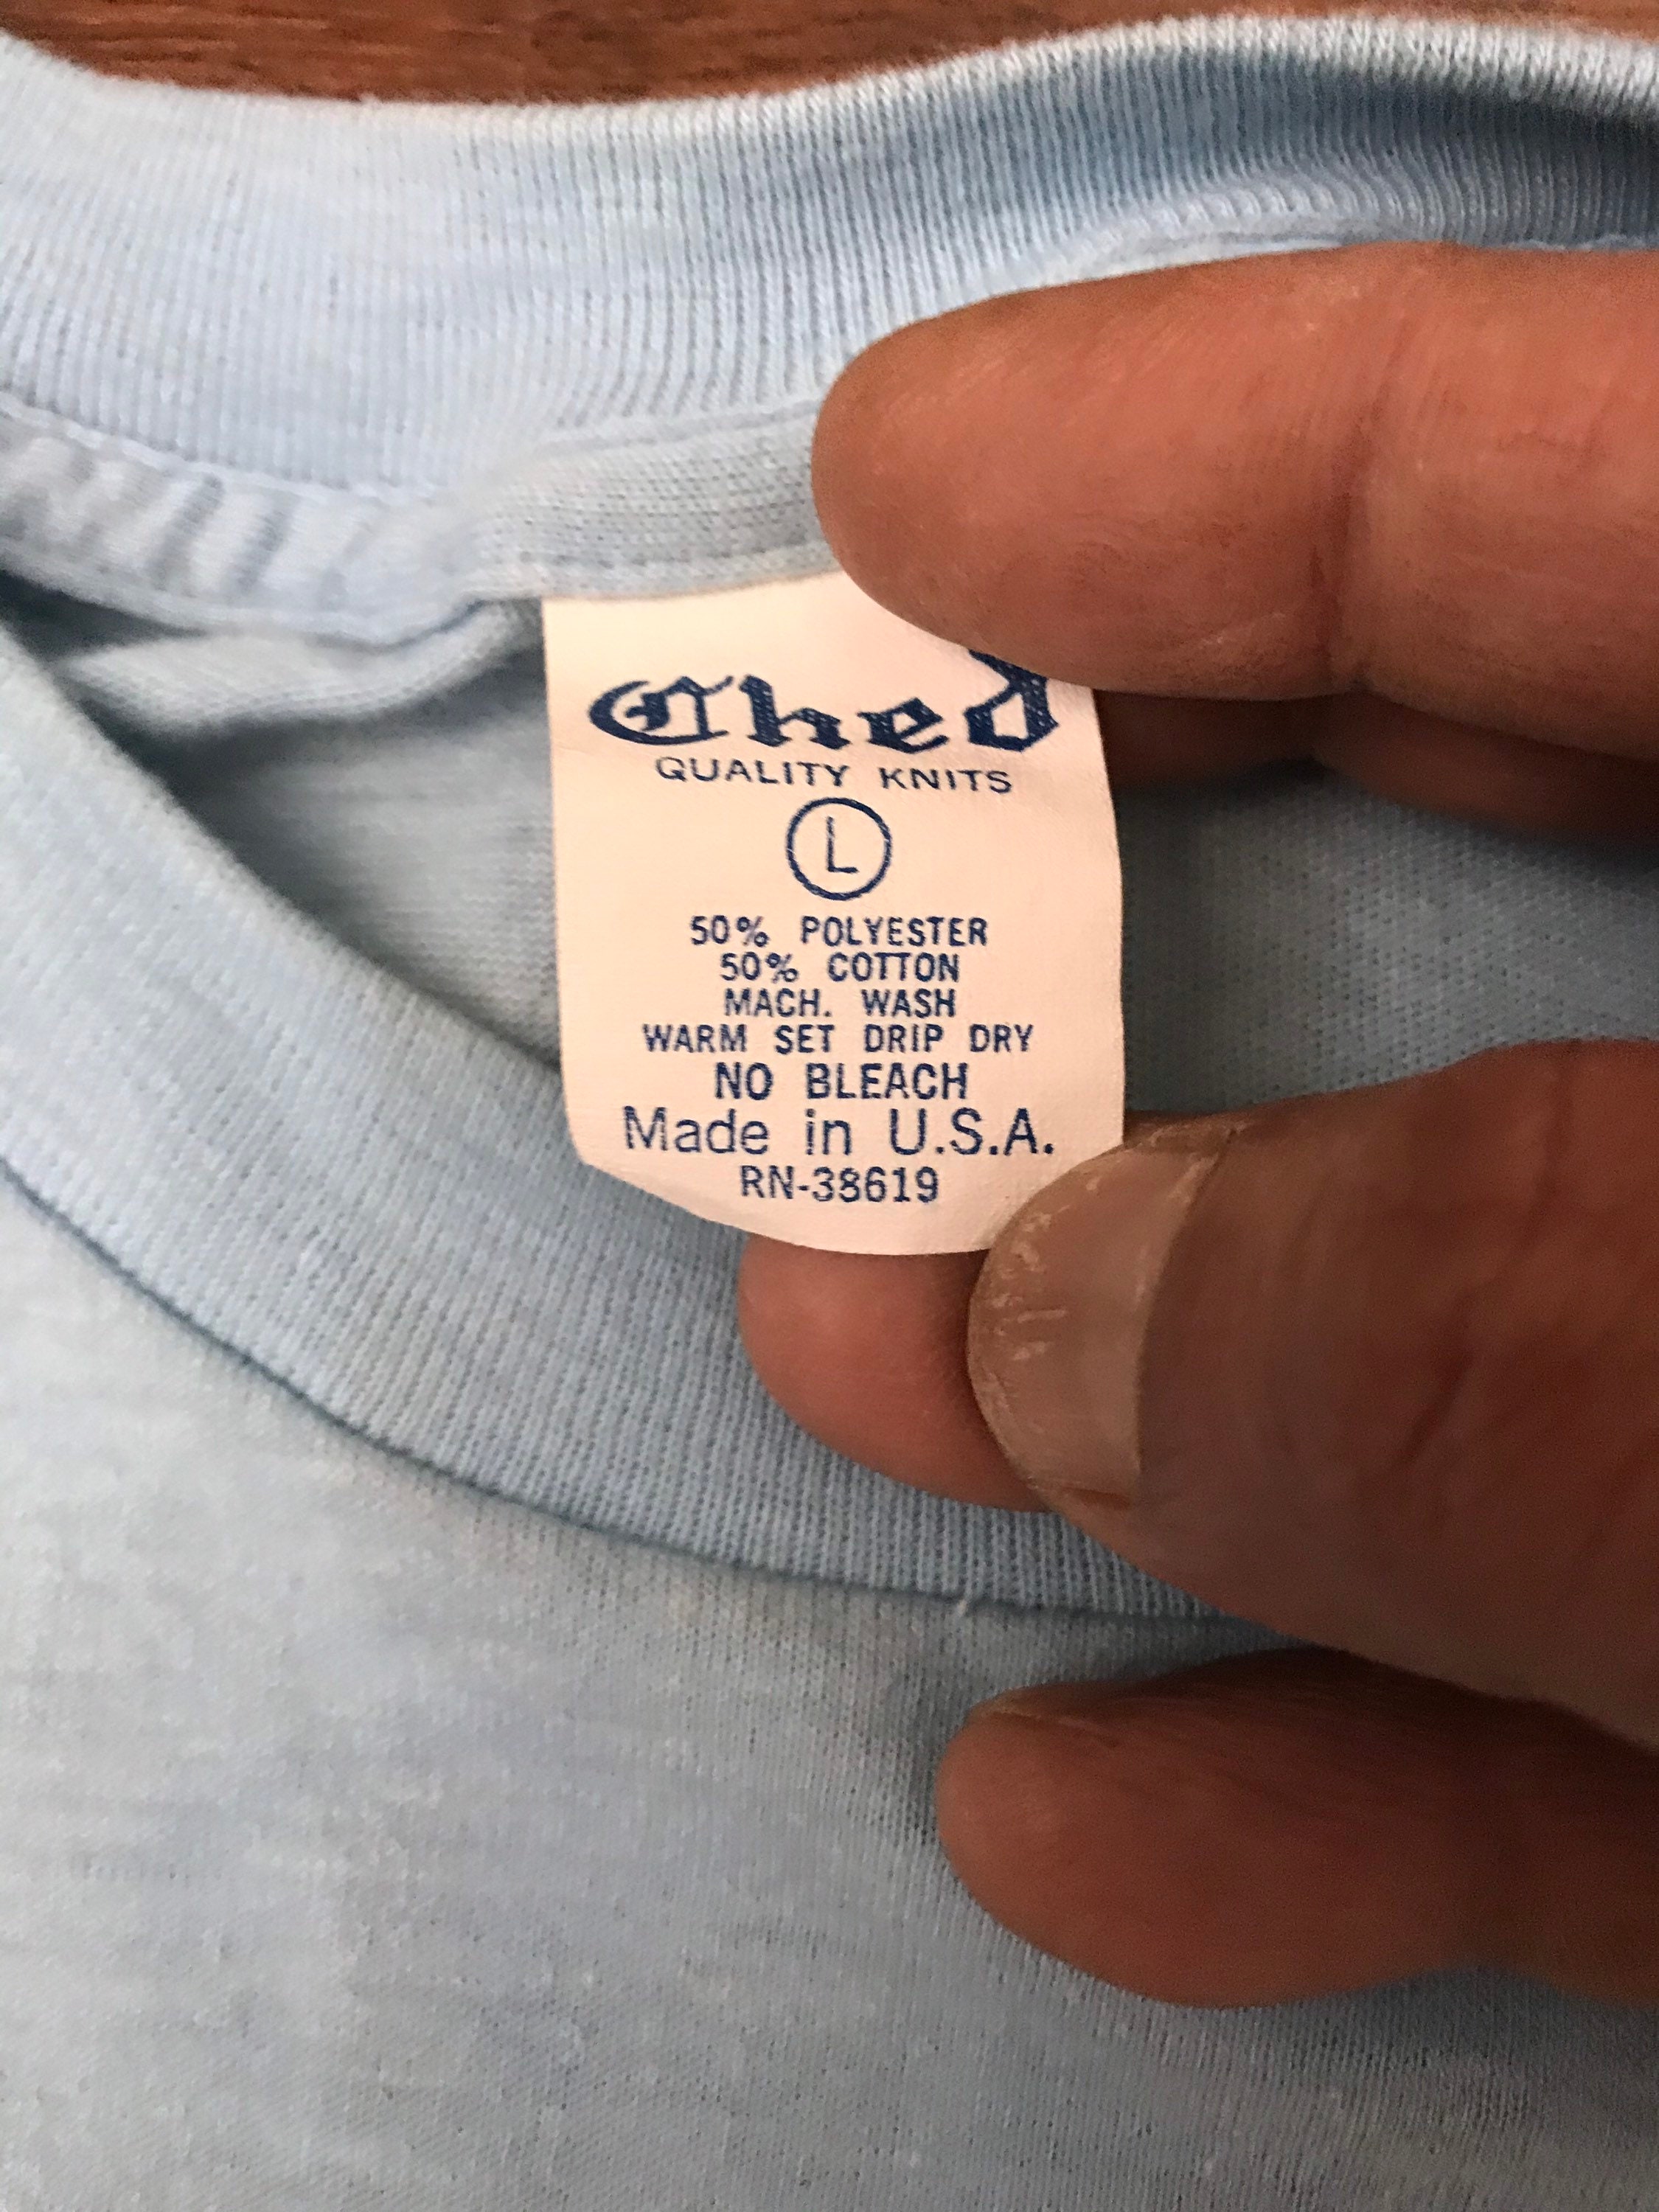 Ched
QUALITY KNITS
L
50% POLYESTER
50% COTTON
MACH. WASH
WARM SET DRIP DRY
NO BLEACH
Made in U.S.A.
RN-38619